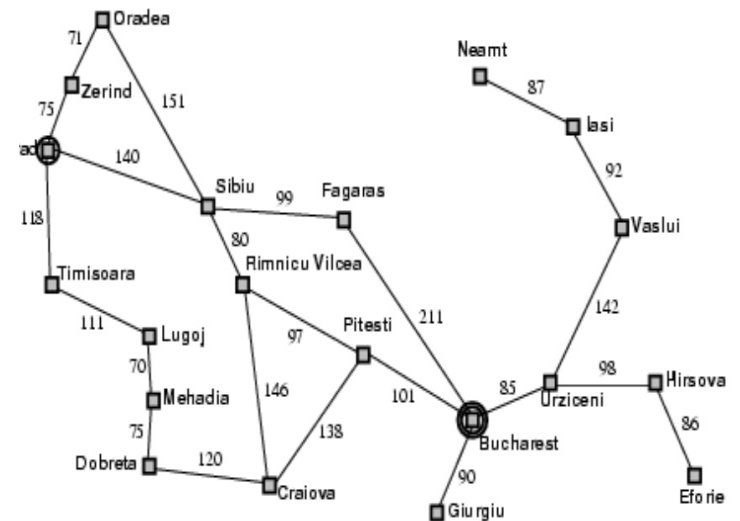 Oradea
71
Neamt
Zerind
87
75
151
Iasi
ad
140
92
Sibiu
99
Fagaras
118
Vaslui
80
Timisoara
Rimnicu Vilcea
142
111
211
Lugoj
97
Pitesti
70
98
Hirsova
146
85
Mehadia
101
Urziceni
86
75
138
Bucharest
Dobreta
120
90
Craiova
Eforie
Giurgiu